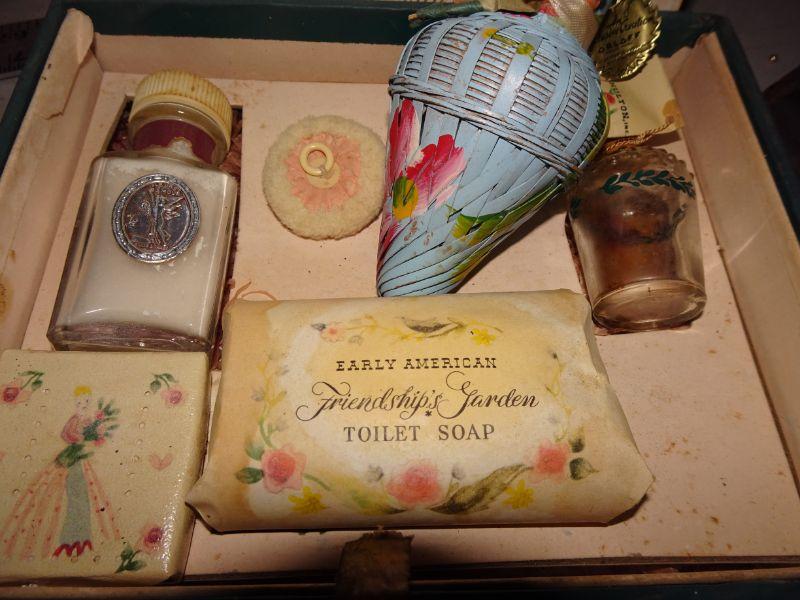 EARLY AMERICAN
Friendship's Garden
TOILET SOAP